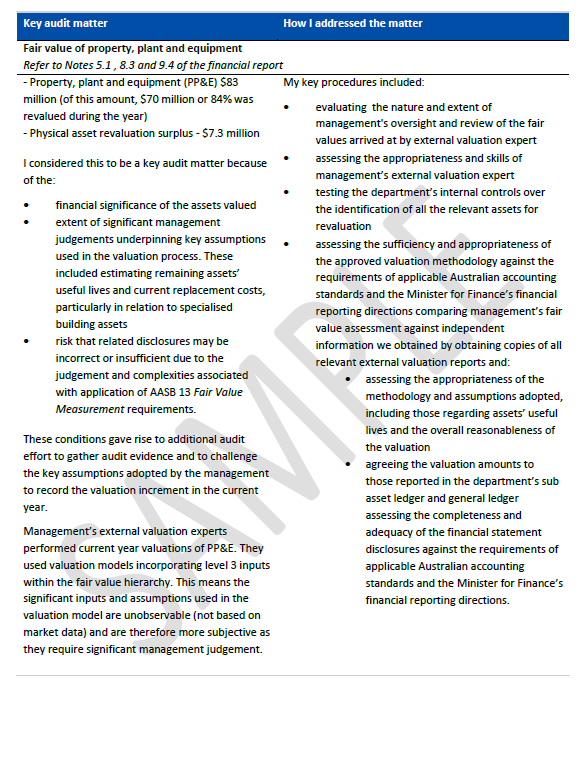 Key audit matter
How I addressed the matter
Fair value of property, plant and equipment
Refer to Notes 5.1 , 8.3 and 9.4 of the financial report
- Property, plant and equipment (PP&E) $83
million (of this amount, $70 million or 84% was
revalued during the year)
- Physical asset revaluation surplus - $7.3 million
I considered this to be a key audit matter because
of the:
• financial significance of the assets valued
• extent of significant management
judgements underpinning key assumptions
used in the valuation process. These
included estimating remaining assets’
useful lives and current replacement costs,
particularly in relation to specialised
building assets
• risk that related disclosures may be
incorrect or insufficient due to the
judgement and complexities associated
with application of AASB 13 Fair Value
Measurement requirements.
These conditions gave rise to additional audit
effort to gather audit evidence and to challenge
the key assumptions adopted by the management
to record the valuation increment in the current
year.
Management’s external valuation experts
performed current year valuations of PP&E. They
used valuation models incorporating level 3 inputs
within the fair value hierarchy. This means the
significant inputs and assumptions used in the
valuation model are unobservable (not based on
market data) and are therefore more subjective as
they require significant management judgement.
My key procedures included:
• evaluating the nature and extent of
management's oversight and review of the fair
values arrived at by external valuation expert
• assessing the appropriateness and skills of
management’s external valuation expert
• testing the department’s internal controls over
the identification of all the relevant assets for
revaluation
• assessing the sufficiency and appropriateness of
the approved valuation methodology against the
requirements of applicable Australian accounting
standards and the Minister for Finance’s financial
reporting directions comparing management’s fair
value assessment against independent
information we obtained by obtaining copies of all
relevant external valuation reports and:
• assessing the appropriateness of the
methodology and assumptions adopted,
including those regarding assets’ useful
lives and the overall reasonableness of
the valuation
• agreeing the valuation amounts to
those reported in the department’s sub
asset ledger and general ledger
assessing the completeness and
adequacy of the financial statement
disclosures against the requirements of
applicable Australian accounting
standards and the Minister for Finance’s
financial reporting directions.
SAMPLE